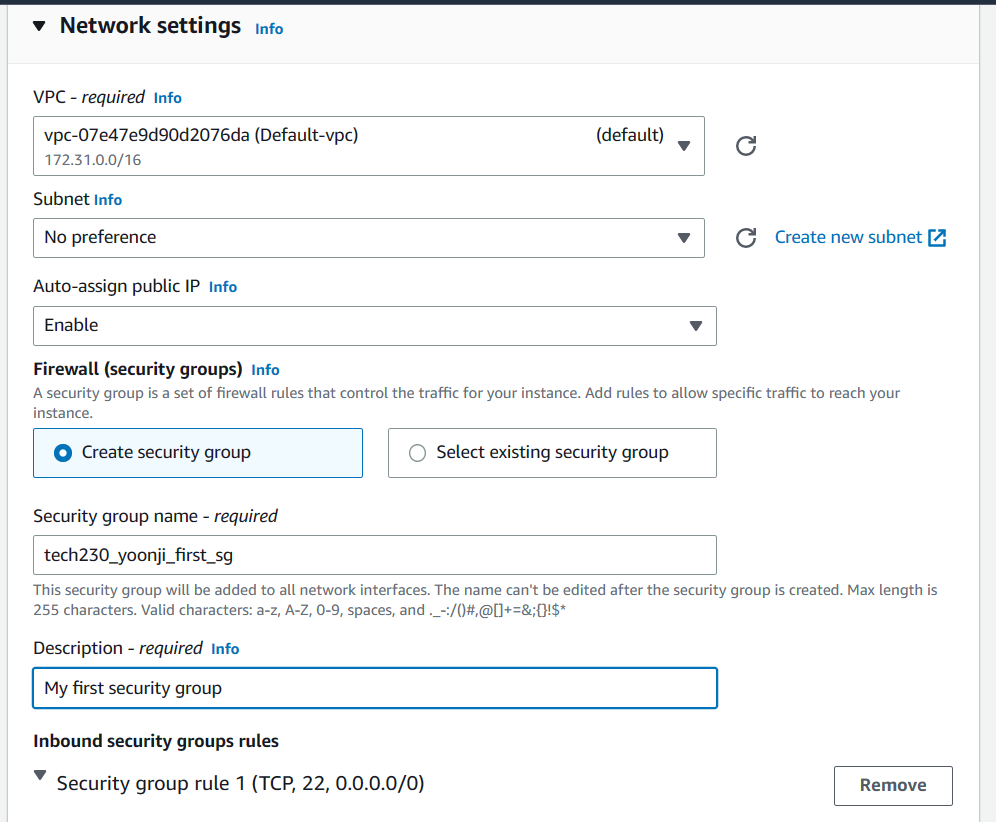 Network settings Info
VPC - required Info
vpc-07e47e9d90d2076da (Default-vpc) (default)
172.31.0.0/16
Subnet Info
No preference
Create new subnet
Auto-assign public IP Info
Enable
Firewall (security groups) Info
A security group is a set of firewall rules that control the traffic for your instance. Add rules to allow specific traffic to reach your
instance.
Create security group Select existing security group
Security group name - required
tech230_yoonji_first_sg
This security group will be added to all network interfaces. The name can't be edited after the security group is created. Max length is
255 characters. Valid characters: a-z, A-Z, 0-9, spaces, and ._-:/()#,@[]+=&;{}!$*
Description - required Info
My first security group
Inbound security groups rules
Security group rule 1 (TCP, 22, 0.0.0.0/0)
Remove